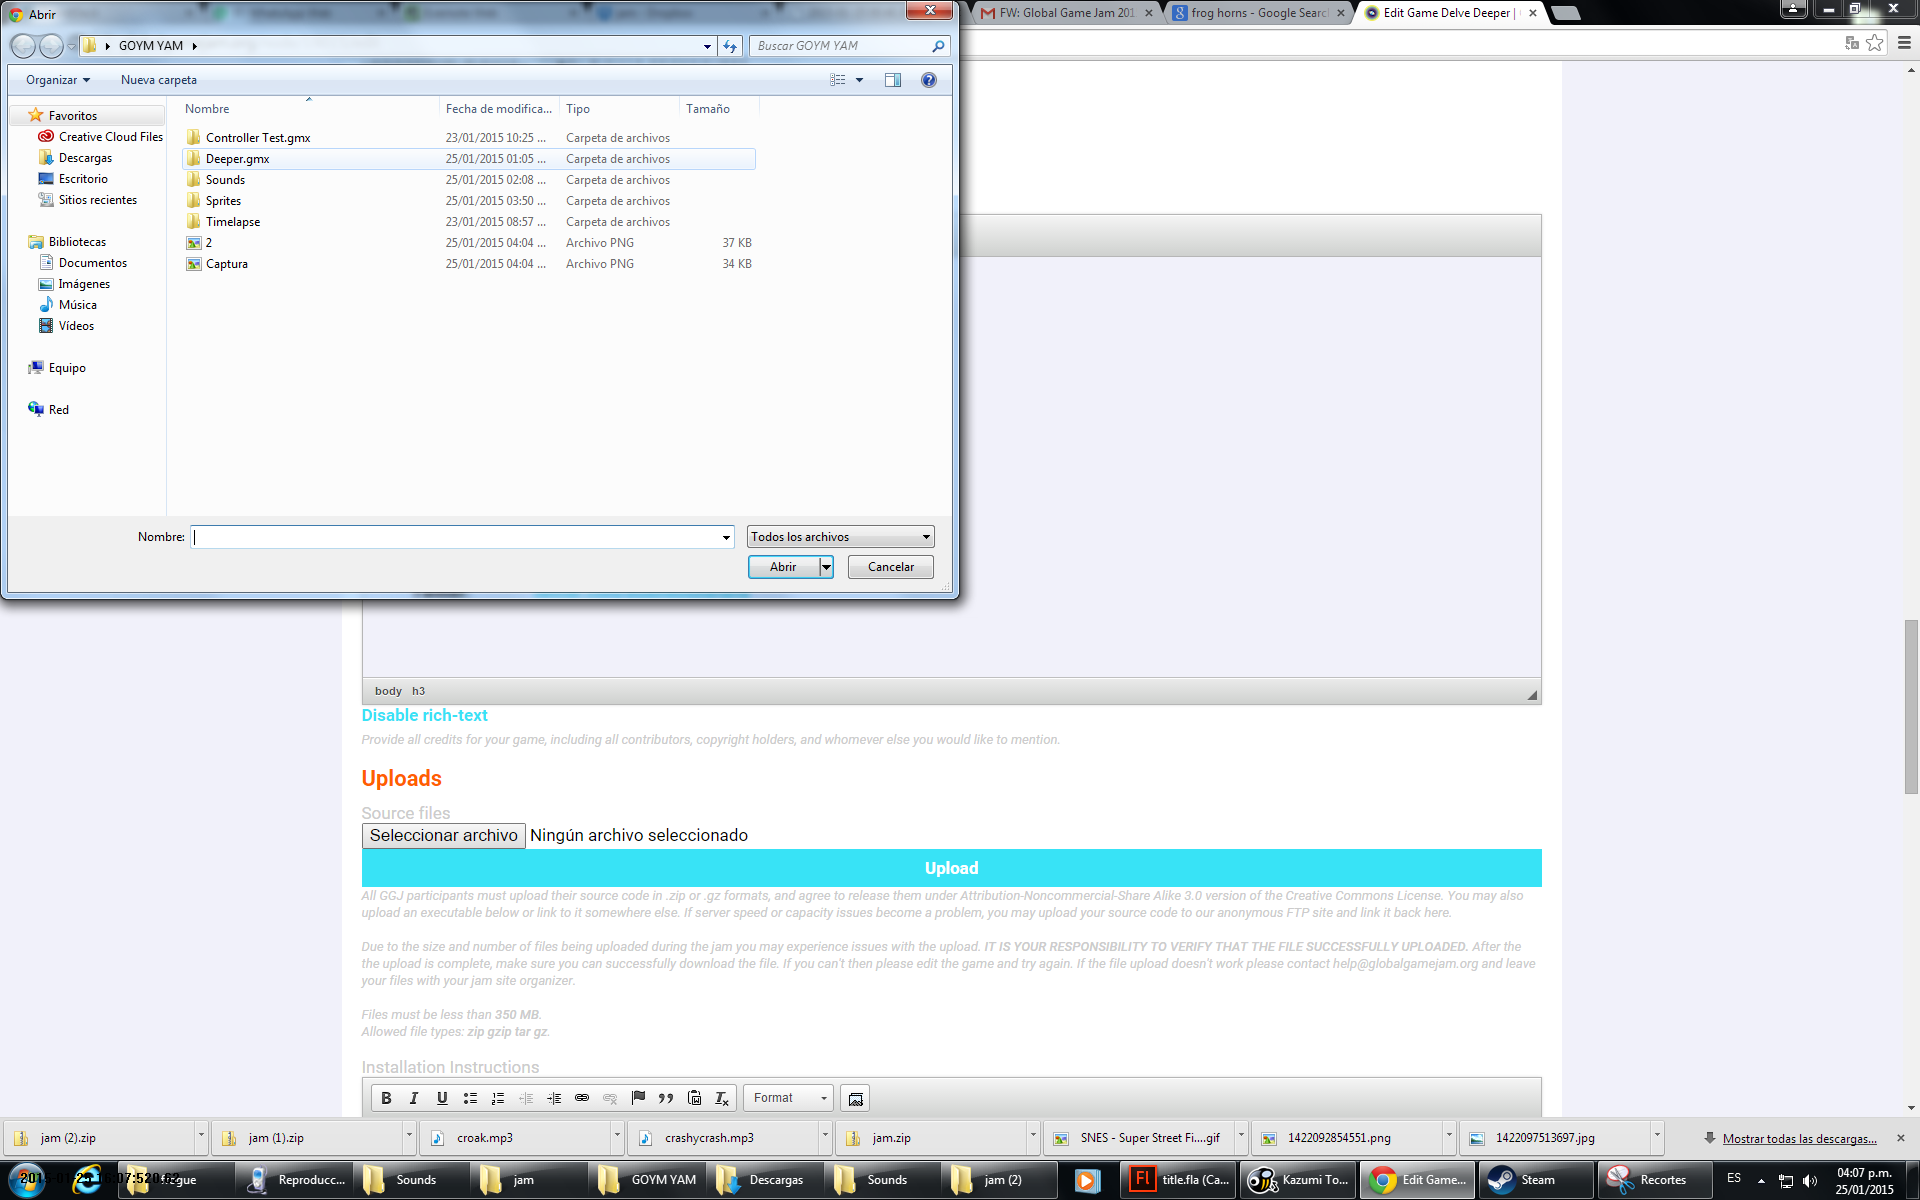 Abrir
FW: Global Game Jam 201
frog horns - Google Searc
Edit Game Delve Deeper |
GOYM YAM
Buscar GOYM YAM
Organizar
Nueva carpeta
Nombre
Fecha de modifica...
Tipo
Tamaño
Favoritos
Creative Cloud Files
Descargas
Escritorio
Sitios recientes
Bibliotecas
Documentos
Imágenes
Música
Vídeos
Equipo
Red
Controller Test.gmx 23/01/2015 10:25 ... Carpeta de archivos
Deeper.gmx 25/01/2015 01:05 ... Carpeta de archivos
Sounds 25/01/2015 02:08 ... Carpeta de archivos
Sprites 25/01/2015 03:50 ... Carpeta de archivos
Timelapse 23/01/2015 08:57 ... Carpeta de archivos
2 25/01/2015 04:04 ... Archivo PNG 37 KB
Captura 25/01/2015 04:04 ... Archivo PNG 34 KB
Nombre:
Todos los archivos
Abrir
Cancelar
body h3
Disable rich-text
Provide all credits for your game, including all contributors, copyright holders, and whomever else you would like to mention.
Uploads
Source files
Seleccionar archivo Ningún archivo seleccionado
Upload
All GGJ participants must upload their source code in .zip or .gz formats, and agree to release them under Attribution-Noncommercial-Share Alike 3.0 version of the Creative Commons License. You may also
upload an executable below or link to it somewhere else. If server speed or capacity issues become a problem, you may upload your source code to our anonymous FTP site and link it back here.
Due to the size and number of files being uploaded during the jam you may experience issues with the upload. IT IS YOUR RESPONSIBILITY TO VERIFY THAT THE FILE SUCCESSFULLY UPLOADED. After the
the upload is complete, make sure you can successfully download the file. If you can't then please edit the game and try again. If the file upload doesn't work please contact help@globalgamejam.org and leave
your files with your jam site organizer.
Files must be less than 350 MB.
Allowed file types: zip gzip tar gz.
Installation Instructions
B I U
Format
jam (2).zip
jam (1).zip
croak.mp3
crashycrash.mp3
jam.zip
SNES - Super Street Fi....gif
1422092854551.png
1422097513697.jpg
Mostrar todas las descargas...
Reproducc...
Sounds
jam
GOYM YAM
Descargas
Sounds
jam (2)
title.fla (Ca...
Kazumi To...
Edit Game...
Steam
Recortes
ES
04:07 p.m.
25/01/2015